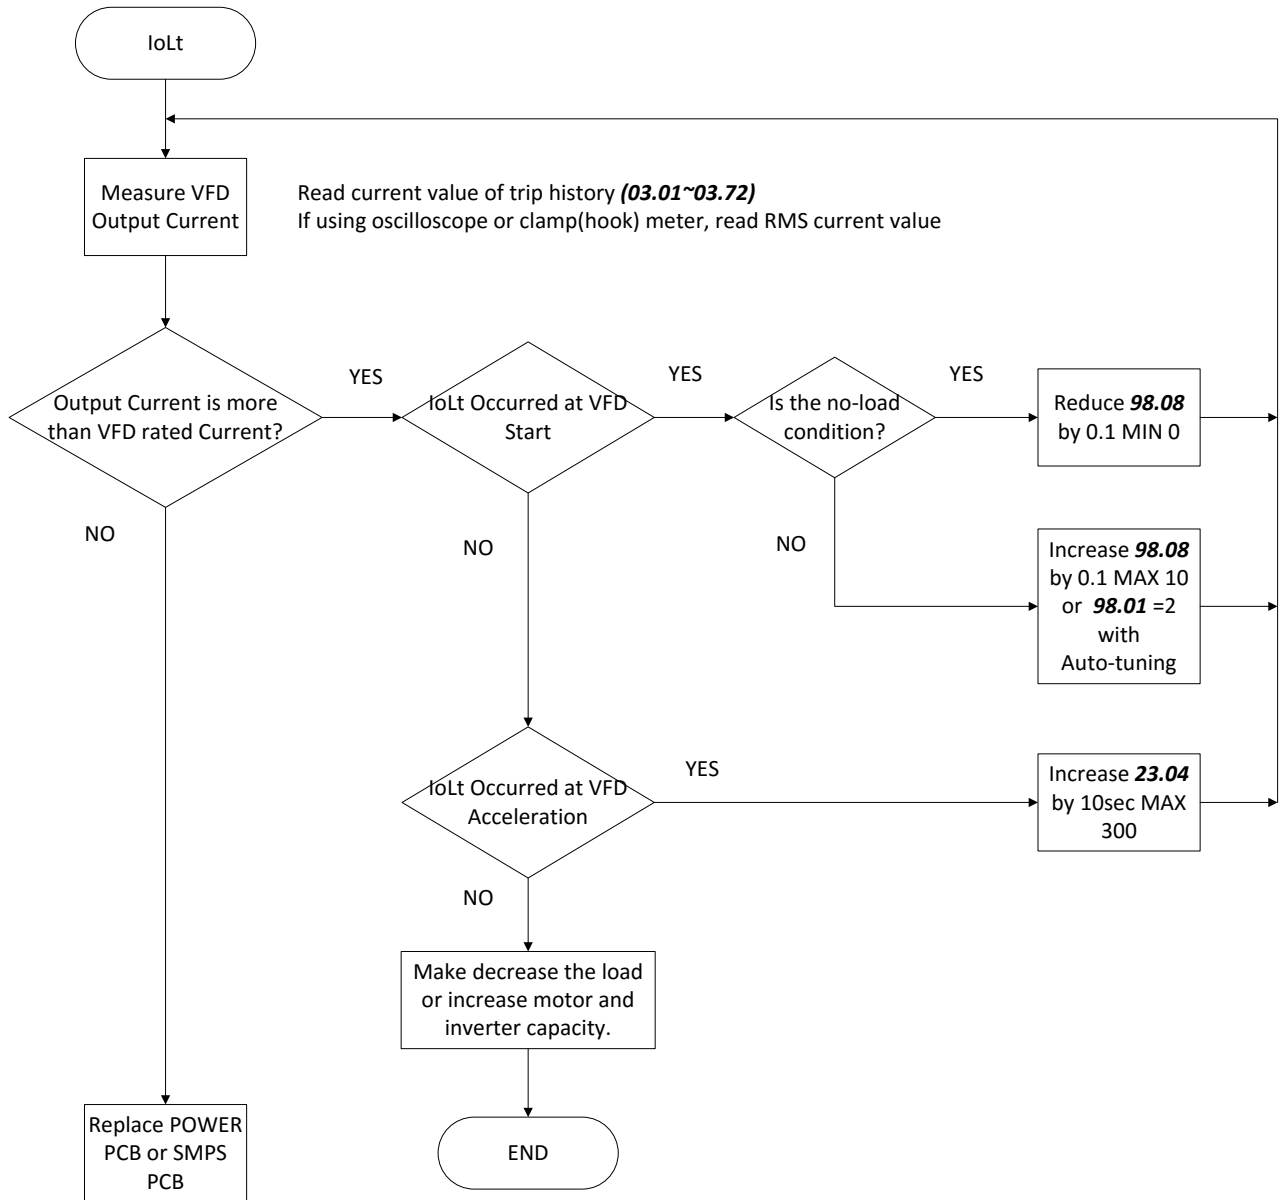 IoLt
Measure VFD
Output Current
Read current value of trip history (03.01~03.72)
If using oscilloscope or clamp(hook) meter, read RMS current value
Output Current is more
than VFD rated Current?
YES
IoLt Occurred at VFD
Start
YES
Is the no-load
condition?
YES
Reduce 98.08
by 0.1 MIN 0
NO
NO
NO
Increase 98.08
by 0.1 MAX 10
or 98.01 =2
with
Auto-tuning
IoLt Occurred at VFD
Acceleration
YES
Increase 23.04
by 10sec MAX
300
NO
Make decrease the load
or increase motor and
inverter capacity.
Replace POWER
PCB or SMPS
PCB
END